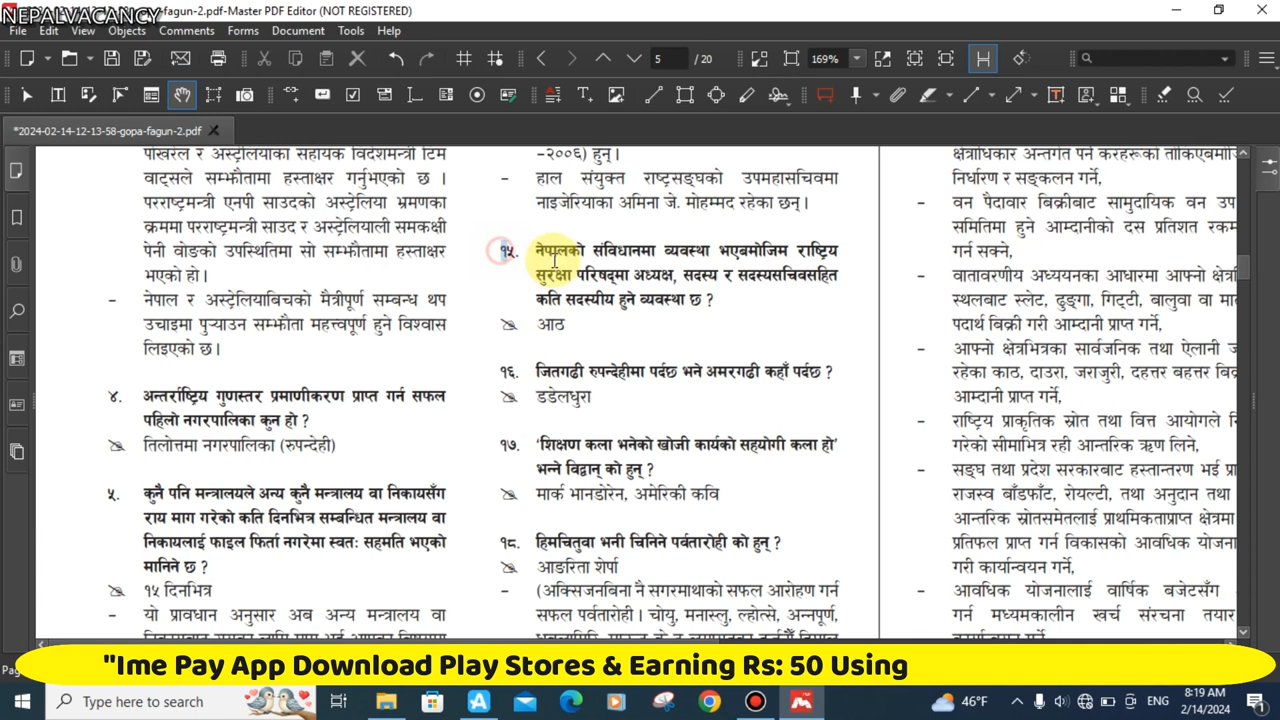 NEPALVACANCY
-fagun-2.pdf-Master PDF Editor (NOT REGISTERED)
File Edit View Objects Comments Forms Document Tools Help
5 / 20 169%
*2024-02-14-12-13-58-gopa-fagun-2.pdf
पोखरेल र अस्ट्रेलियाका सहायक विदेशमन्त्री टिम
वाट्सले सम्झौतामा हस्ताक्षर गर्नुभएको छ ।
परराष्ट्रमन्त्री एनपी साउदको अस्ट्रेलिया भ्रमणका
क्रममा परराष्ट्रमन्त्री साउद र अस्ट्रेलियाली समकक्षी
पेनी वोङको उपस्थितिमा सो सम्झौतामा हस्ताक्षर
भएको हो ।
– नेपाल र अस्ट्रेलियाबिचको मैत्रीपूर्ण सम्बन्ध थप
उचाइमा पुऱ्याउन सम्झौता महत्त्वपूर्ण हुने विश्वास
लिइएको छ ।
४. अन्तर्राष्ट्रिय गुणस्तर प्रमाणीकरण प्राप्त गर्न सफल
पहिलो नगरपालिका कुन हो ?
तिलोत्तमा नगरपालिका (रुपन्देही)
५. कुनै पनि मन्त्रालयले अन्य कुनै मन्त्रालय वा निकायसँग
राय माग गरेको कति दिनभित्र सम्बन्धित मन्त्रालय वा
निकायलाई फाइल फिर्ता नगरेमा स्वतः सहमति भएको
मानिने छ ?
१५ दिनभित्र
– यो प्रावधान अनुसार अब अन्य मन्त्रालय वा
–२००६) हुन् ।
– हाल संयुक्त राष्ट्रसङ्घको उपमहासचिवमा
नाइजेरियाका अमिना जे. मोहम्मद रहेका छन् ।
१५. नेपालको संविधानमा व्यवस्था भएबमोजिम राष्ट्रिय
सुरक्षा परिषद्मा अध्यक्ष, सदस्य र सदस्यसचिवसहित
कति सदस्यीय हुने व्यवस्था छ ?
आठ
१६. जितगढी रुपन्देहीमा पर्दछ भने अमरगढी कहाँ पर्दछ ?
डडेलधुरा
१७. ‘शिक्षण कला भनेको खोजी कार्यको सहयोगी कला हो’
भन्ने विद्वान् को हुन् ?
मार्क भानडोरेन, अमेरिकी कवि
१८. हिमचितुवा भनी चिनिने पर्वतारोही को हुन् ?
आङरिता शेर्पा
– (अक्सिजनबिना नै सगरमाथाको सफल आरोहण गर्न
सफल पर्वतारोही । चोयु, मनास्लु, ल्होत्से, अन्नपूर्ण,
क्षेत्राधिकार अन्तर्गत पर्ने करहरूको तोकिएबमोजि
निर्धारण र सङ्कलन गर्ने,
– वन पैदावार बिक्रीबाट सामुदायिक वन उप
समितिमा हुने आम्दानीको दस प्रतिशत रकम
गर्न सक्ने,
– वातावरणीय अध्ययनका आधारमा आफ्नो क्षेत्र
स्थलबाट स्लेट, ढुङ्गा, गिट्टी, बालुवा वा मा
पदार्थ बिक्री गरी आम्दानी प्राप्त गर्ने,
– आफ्नो क्षेत्रभित्रका सार्वजनिक तथा ऐलानी ज
रहेका काठ, दाउरा, जराजुरी, दहत्तर बहत्तर बिक्र
आम्दानी प्राप्त गर्ने,
– राष्ट्रिय प्राकृतिक स्रोत तथा वित्त आयोगले नि
गरेको सीमाभित्र रही आन्तरिक ऋण लिने,
– सङ्घ तथा प्रदेश सरकारबाट हस्तान्तरण भई प्रा
राजस्व बाँडफाँट, रोयल्टी, तथा अनुदान तथा
आन्तरिक स्रोतसमेतलाई प्राथमिकताप्राप्त क्षेत्रमा
प्रतिफल प्राप्त गर्न विकासको आवधिक योजना
गरी कार्यान्वयन गर्ने,
– आवधिक योजनालाई वार्षिक बजेटसँग
गर्न मध्यमकालीन खर्च संरचना तयार
"Ime Pay App Download Play Stores & Earning Rs: 50 Using
Type here to search
46°F
ENG
8:19 AM
2/14/2024
1